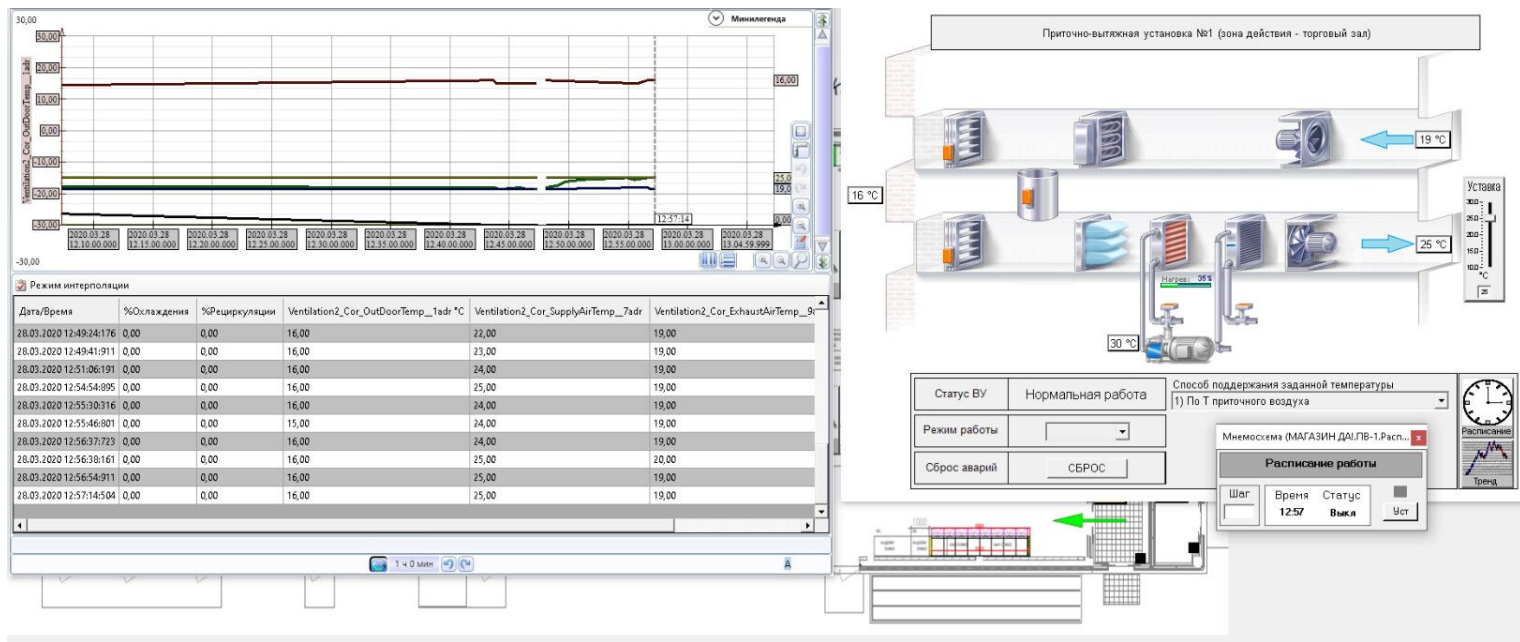 30,00
Минилегенда
30,00
20,00
10,00
0,00
-10,00
-20,00
-30,00
Ventilation2_Cor_OutDoorTemp__1adr
16,00
25,0
19,0
0,00
12:57:14
2020.03.28 2020.03.28 2020.03.28 2020.03.28 2020.03.28 2020.03.28 2020.03.28 2020.03.28 2020.03.28 2020.03.28 2020.03.28 2020.03.28
12.10.00.000 12.15.00.000 12.20.00.000 12.25.00.000 12.30.00.000 12.35.00.000 12.40.00.000 12.45.00.000 12.50.00.000 12.55.00.000 13.00.00.000 13.04.59.999
-30,00
Режим интерполяции
Дата/Время %Охлаждения %Рециркуляции Ventilation2_Cor_OutDoorTemp__1adr °C Ventilation2_Cor_SupplyAirTemp__7adr Ventilation2_Cor_ExhaustAirTemp__9
28.03.2020 12:49:24:176 0,00 0,00 16,00 22,00 19,00
28.03.2020 12:49:41:911 0,00 0,00 16,00 23,00 19,00
28.03.2020 12:51:06:191 0,00 0,00 16,00 24,00 19,00
28.03.2020 12:54:54:895 0,00 0,00 16,00 25,00 19,00
28.03.2020 12:55:30:316 0,00 0,00 16,00 24,00 19,00
28.03.2020 12:55:46:801 0,00 0,00 15,00 24,00 19,00
28.03.2020 12:56:37:723 0,00 0,00 16,00 24,00 19,00
28.03.2020 12:56:38:161 0,00 0,00 16,00 25,00 20,00
28.03.2020 12:56:54:911 0,00 0,00 16,00 25,00 19,00
28.03.2020 12:57:14:504 0,00 0,00 16,00 25,00 19,00
1 ч 0 мин
A
Приточно-вытяжная установка №1 (зона действия - торговый зал)
19 °C
16 °C
25 °C
Уставка
30.0
25.0
20.0
15.0
10.0
°C
25
Нагрев: 35%
30 °C
Статус ВУ Нормальная работа
Способ поддержания заданной температуры
1) По Т приточного воздуха
Режим работы
Сброс аварий СБРОС
Расписание
Тренд
Мнемосхема (МАГАЗИН ДА!.ПВ-1.Расп... x
Расписание работы
Шаг Время Статус
12:57 Выкл Уст
1000